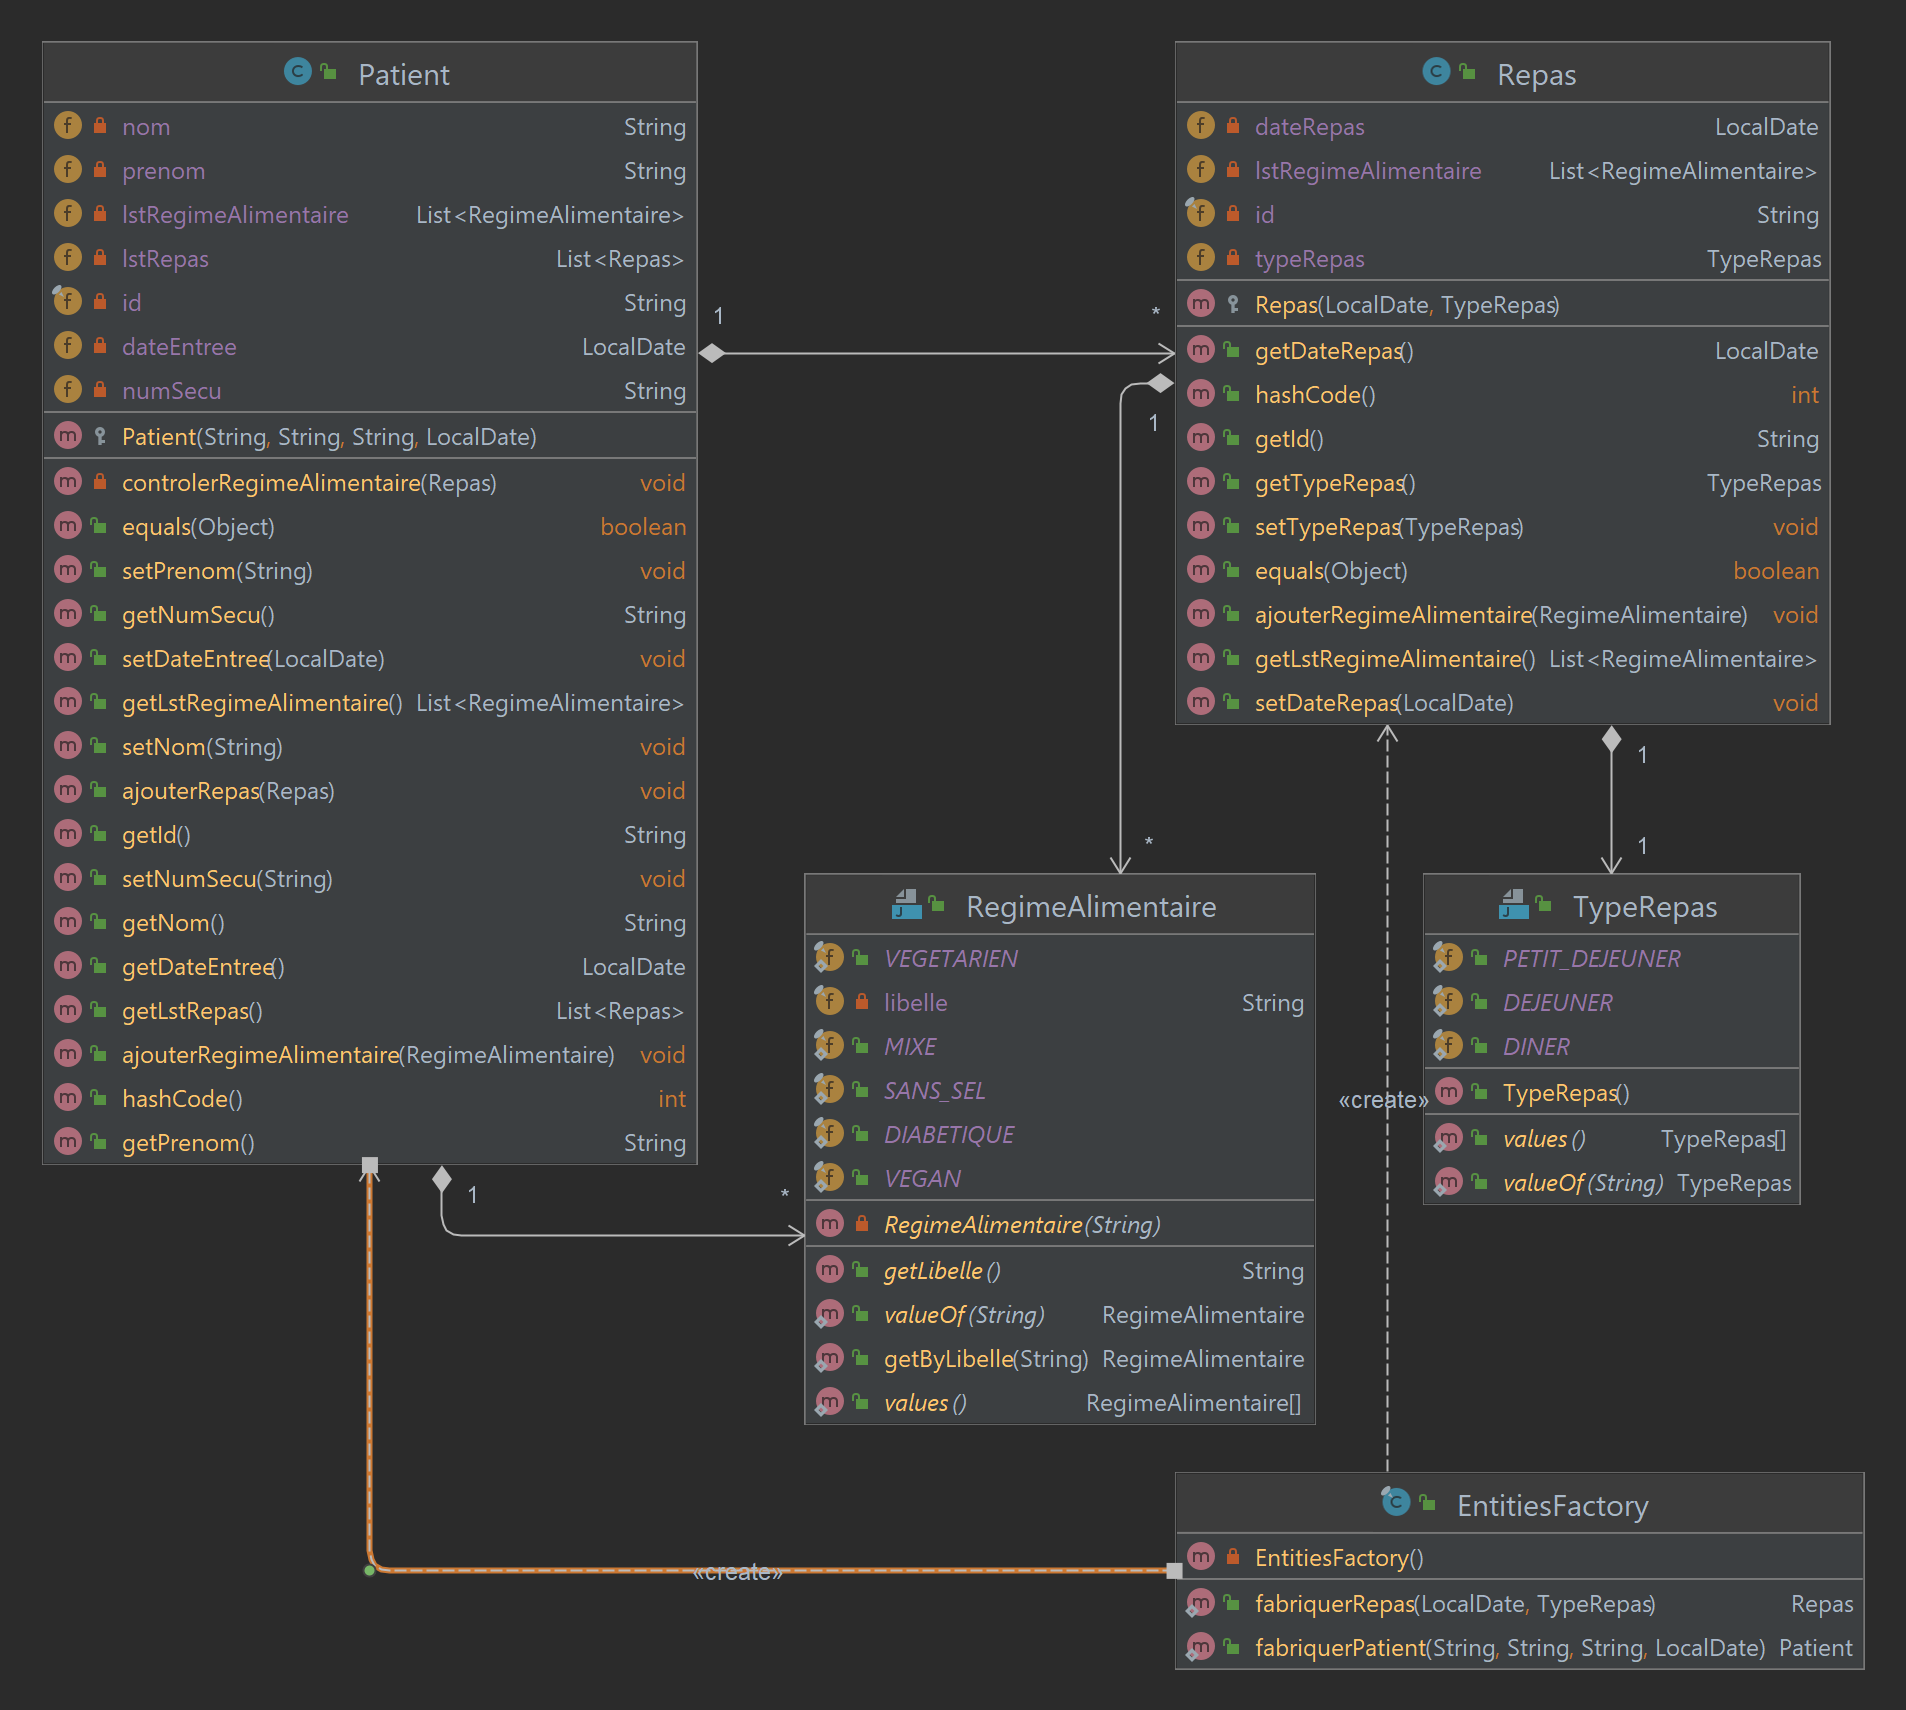 Patient
nom String
prenom String
lstRegimeAlimentaire List<RegimeAlimentaire>
lstRepas List<Repas>
id String
dateEntree LocalDate
numSecu String
Patient(String, String, String, LocalDate)
controlerRegimeAlimentaire(Repas) void
equals(Object) boolean
setPrenom(String) void
getNumSecu() String
setDateEntree(LocalDate) void
getLstRegimeAlimentaire() List<RegimeAlimentaire>
setNom(String) void
ajouterRepas(Repas) void
getId() String
setNumSecu(String) void
getNom() String
getDateEntree() LocalDate
getLstRepas() List<Repas>
ajouterRegimeAlimentaire(RegimeAlimentaire) void
hashCode() int
getPrenom() String
1
*
Repas
dateRepas LocalDate
lstRegimeAlimentaire List<RegimeAlimentaire>
id String
typeRepas TypeRepas
Repas(LocalDate, TypeRepas)
getDateRepas() LocalDate
hashCode() int
getId() String
getTypeRepas() TypeRepas
setTypeRepas(TypeRepas) void
equals(Object) boolean
ajouterRegimeAlimentaire(RegimeAlimentaire) void
getLstRegimeAlimentaire() List<RegimeAlimentaire>
setDateRepas(LocalDate) void
1
*
1
1
1
*
RegimeAlimentaire
VEGETARIEN
libelle String
MIXE
SANS_SEL
DIABETIQUE
VEGAN
RegimeAlimentaire(String)
getLibelle() String
valueOf(String) RegimeAlimentaire
getByLibelle(String) RegimeAlimentaire
values() RegimeAlimentaire[]
TypeRepas
PETIT_DEJEUNER
DEJEUNER
DINER
TypeRepas()
values() TypeRepas[]
valueOf(String) TypeRepas
«create»
«create»
EntitiesFactory
EntitiesFactory()
fabriquerRepas(LocalDate, TypeRepas) Repas
fabriquerPatient(String, String, String, LocalDate) Patient